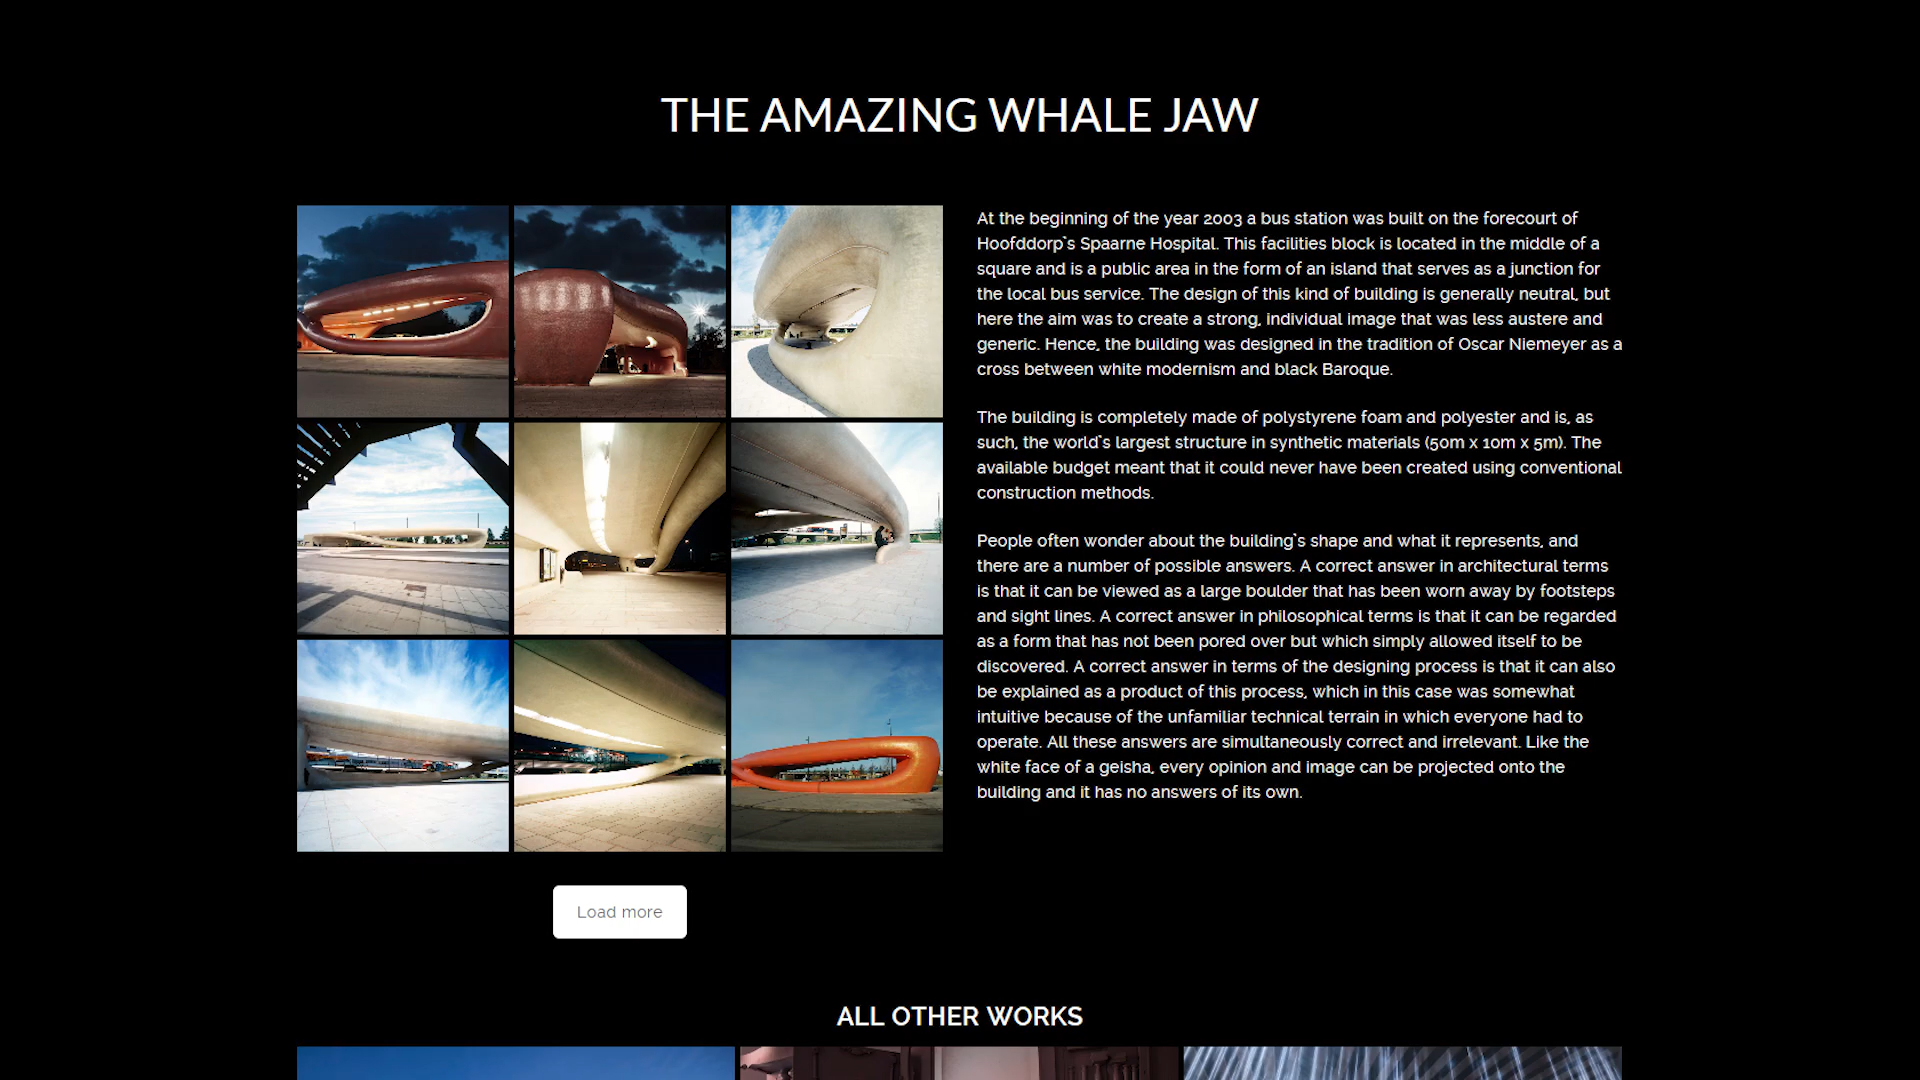 THE AMAZING WHALE JAW
At the beginning of the year 2003 a bus station was built on the forecourt of
Hoofddorp`s Spaarne Hospital. This facilities block is located in the middle of a
square and is a public area in the form of an island that serves as a junction for
the local bus service. The design of this kind of building is generally neutral, but
here the aim was to create a strong, individual image that was less austere and
generic. Hence, the building was designed in the tradition of Oscar Niemeyer as a
cross between white modernism and black Baroque.
The building is completely made of polystyrene foam and polyester and is, as
such, the world`s largest structure in synthetic materials (50m x 10m x 5m). The
available budget meant that it could never have been created using conventional
construction methods.
People often wonder about the building`s shape and what it represents, and
there are a number of possible answers. A correct answer in architectural terms
is that it can be viewed as a large boulder that has been worn away by footsteps
and sight lines. A correct answer in philosophical terms is that it can be regarded
as a form that has not been pored over but which simply allowed itself to be
discovered. A correct answer in terms of the designing process is that it can also
be explained as a product of this process, which in this case was somewhat
intuitive because of the unfamiliar technical terrain in which everyone had to
operate. All these answers are simultaneously correct and irrelevant. Like the
white face of a geisha, every opinion and image can be projected onto the
building and it has no answers of its own.
Load more
ALL OTHER WORKS